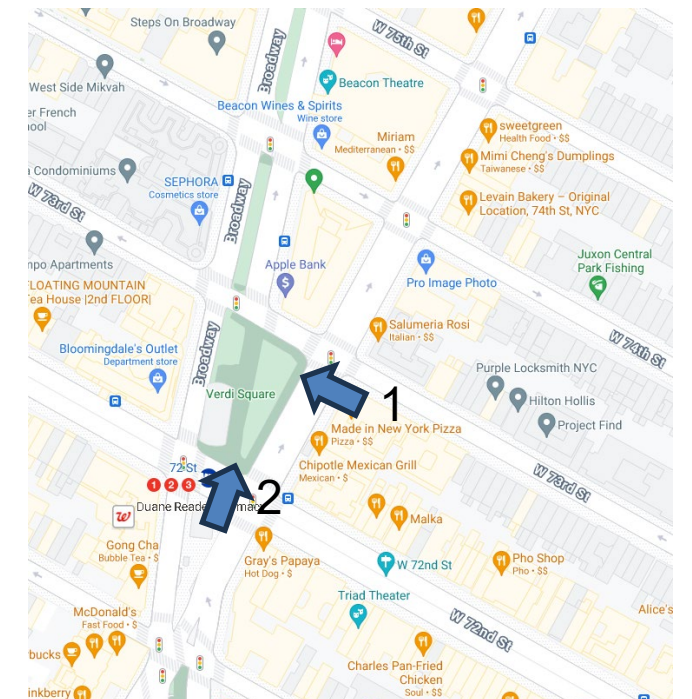 Steps On Broadway
Broadway
W 75th St
West Side Mikvah
Beacon Theatre
Beacon Wines & Spirits
Wine store
er French
ool
Miriam
Mediterranean • $$
sweetgreen
Health Food • $$
Mimi Cheng's Dumplings
Taiwanese • $$
Condominiums
SEPHORA
Cosmetics store
Levain Bakery – Original
Location, 74th St, NYC
W 73rd St
Broadway
mpo Apartments
Apple Bank
Juxon Central
Park Fishing
LOATING MOUNTAIN
ea House |2nd FLOOR|
Pro Image Photo
Salumeria Rosi
Italian • $$
W 74th St
Bloomingdale's Outlet
Department store
Broadway
Purple Locksmith NYC
Verdi Square
1
Hilton Hollis
Project Find
Made in New York Pizza
Pizza • $$
72 St
1 2 3
Chipotle Mexican Grill
Mexican • $
W 73rd St
2
Duane Reade
Malka
Gong Cha
Bubble Tea • $
Gray's Papaya
Hot Dog • $
W 72nd St
Pho Shop
Pho • $$
McDonald's
Fast Food • $
Triad Theater
W 72nd St
Alice's
bucks
Charles Pan-Fried
Chicken
Soul • $$
inkberry